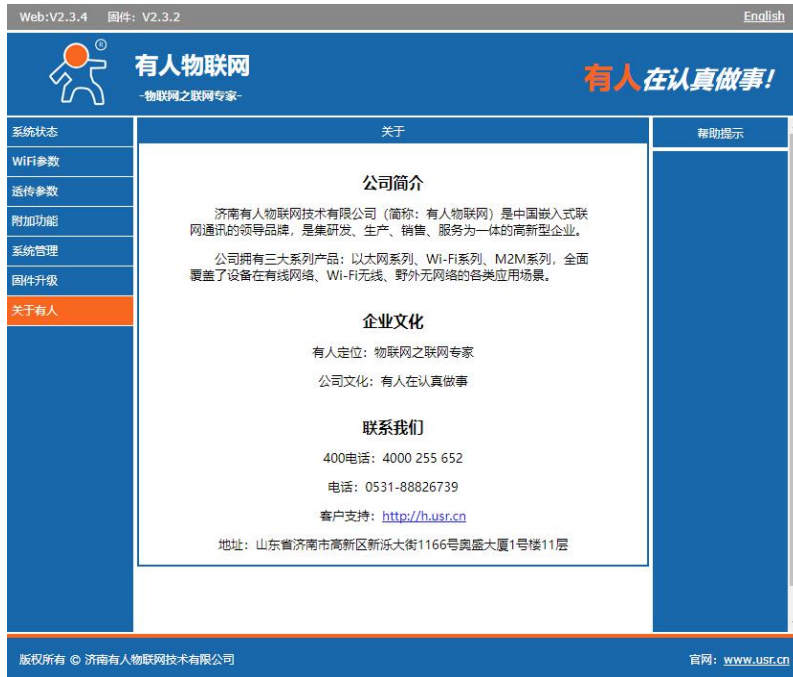 Web:V2.3.4 固件：V2.3.2 English
®
有人物联网
-物联网之联网专家-
有人在认真做事!
系统状态
WiFi参数
透传参数
附加功能
系统管理
固件升级
关于有人
关于
公司简介
济南有人物联网技术有限公司（简称：有人物联网）是中国嵌入式联
网通讯的领导品牌，是集研发、生产、销售、服务为一体的高新型企业。
公司拥有三大系列产品：以太网系列、Wi-Fi系列、M2M系列，全面
覆盖了设备在有线网络、Wi-Fi无线、野外无网络的各类应用场景。
企业文化
有人定位：物联网之联网专家
公司文化：有人在认真做事
联系我们
400电话：4000 255 652
电话：0531-88826739
客户支持：http://h.usr.cn
地址：山东省济南市高新区新泺大街1166号奥盛大厦1号楼11层
帮助提示
版权所有 © 济南有人物联网技术有限公司
官网：www.usr.cn